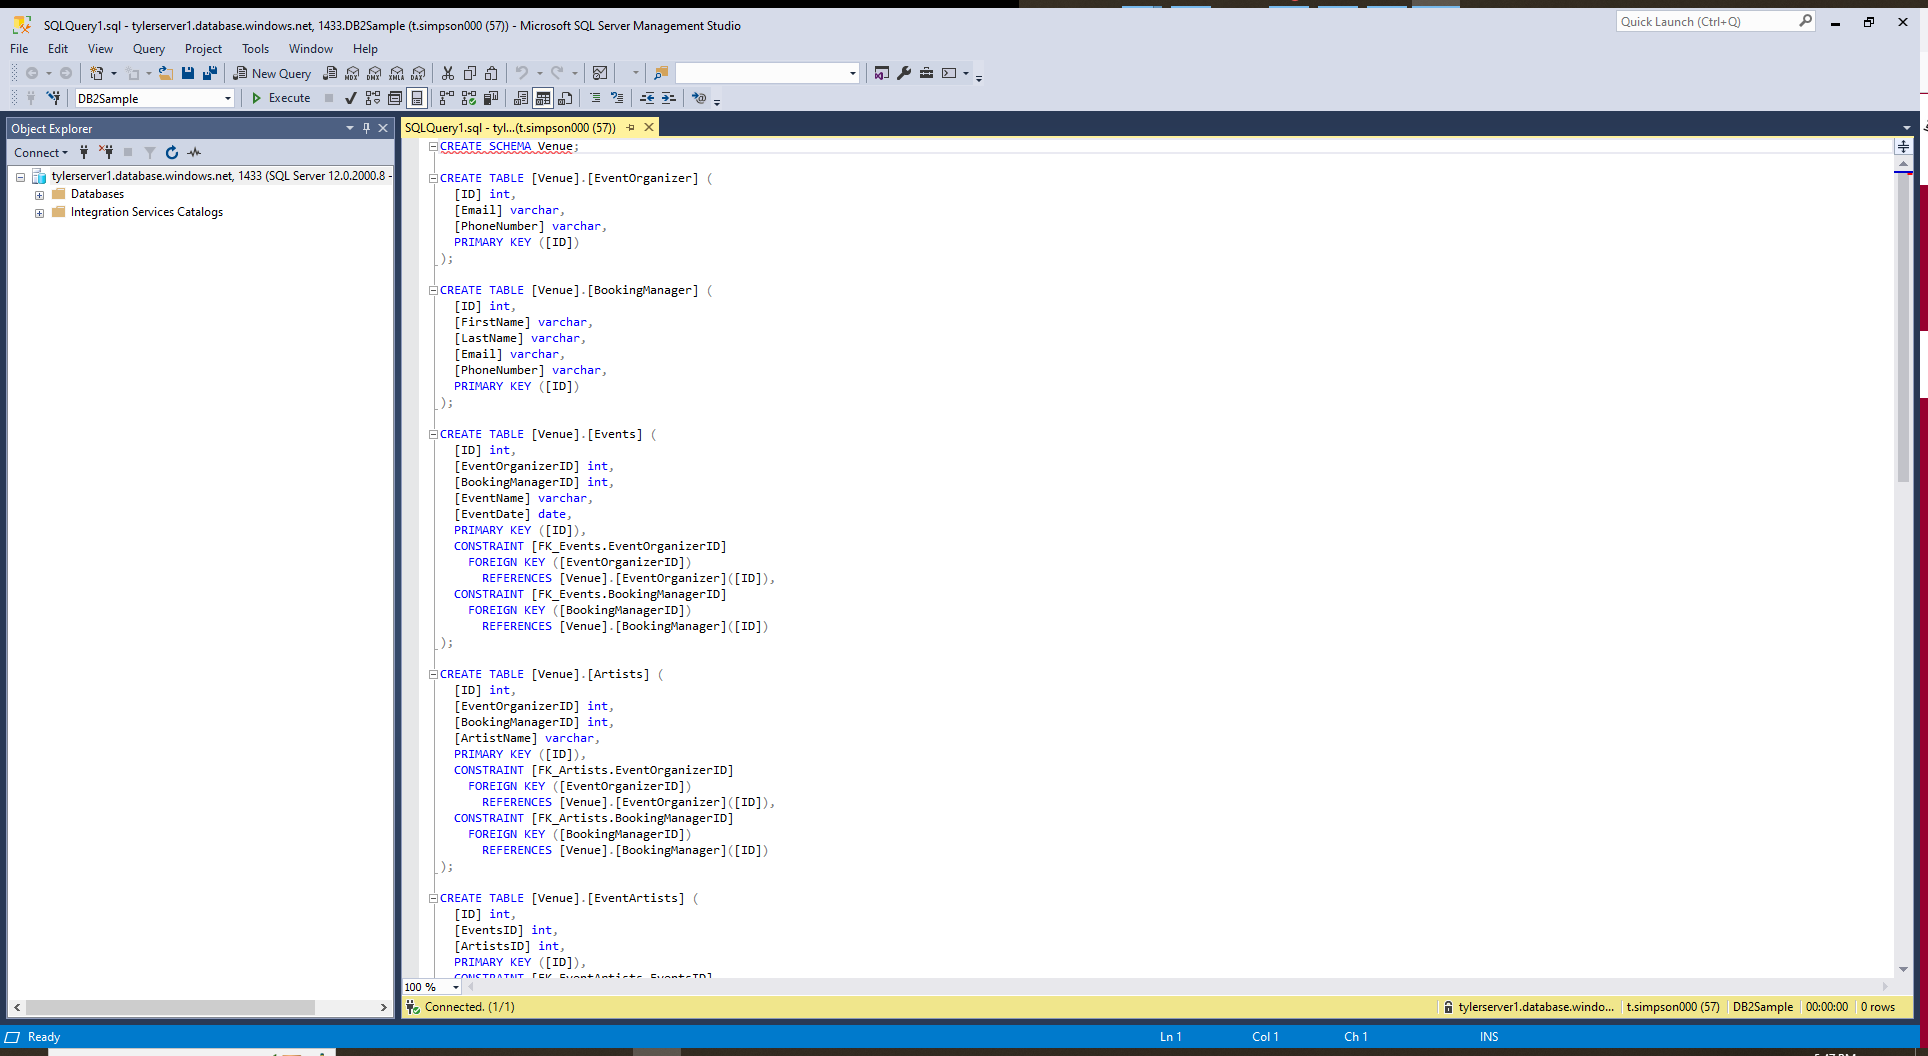 SQLQuery1.sql - tylerserver1.database.windows.net, 1433.DB2Sample (t.simpson000 (57)) - Microsoft SQL Server Management Studio
Quick Launch (Ctrl+Q)
File Edit View Query Project Tools Window Help
New Query MDX DMX XMLA DAX
DB2Sample Execute
Object Explorer
Connect
tylerserver1.database.windows.net, 1433 (SQL Server 12.0.2000.8 -
Databases
Integration Services Catalogs
SQLQuery1.sql - tyl...(t.simpson000 (57))
CREATE SCHEMA Venue;
CREATE TABLE [Venue].[EventOrganizer] (
[ID] int,
[Email] varchar,
[PhoneNumber] varchar,
PRIMARY KEY ([ID])
);
CREATE TABLE [Venue].[BookingManager] (
[ID] int,
[FirstName] varchar,
[LastName] varchar,
[Email] varchar,
[PhoneNumber] varchar,
PRIMARY KEY ([ID])
);
CREATE TABLE [Venue].[Events] (
[ID] int,
[EventOrganizerID] int,
[BookingManagerID] int,
[EventName] varchar,
[EventDate] date,
PRIMARY KEY ([ID]),
CONSTRAINT [FK_Events.EventOrganizerID]
FOREIGN KEY ([EventOrganizerID])
REFERENCES [Venue].[EventOrganizer]([ID]),
CONSTRAINT [FK_Events.BookingManagerID]
FOREIGN KEY ([BookingManagerID])
REFERENCES [Venue].[BookingManager]([ID])
);
CREATE TABLE [Venue].[Artists] (
[ID] int,
[EventOrganizerID] int,
[BookingManagerID] int,
[ArtistName] varchar,
PRIMARY KEY ([ID]),
CONSTRAINT [FK_Artists.EventOrganizerID]
FOREIGN KEY ([EventOrganizerID])
REFERENCES [Venue].[EventOrganizer]([ID]),
CONSTRAINT [FK_Artists.BookingManagerID]
FOREIGN KEY ([BookingManagerID])
REFERENCES [Venue].[BookingManager]([ID])
);
CREATE TABLE [Venue].[EventArtists] (
[ID] int,
[EventsID] int,
[ArtistsID] int,
PRIMARY KEY ([ID]),
CONSTRAINT [FK_EventArtists.EventsID]
100 %
Connected. (1/1)
tylerserver1.database.windo... t.simpson000 (57) DB2Sample 00:00:00 0 rows
Ready Ln 1 Col 1 Ch 1 INS